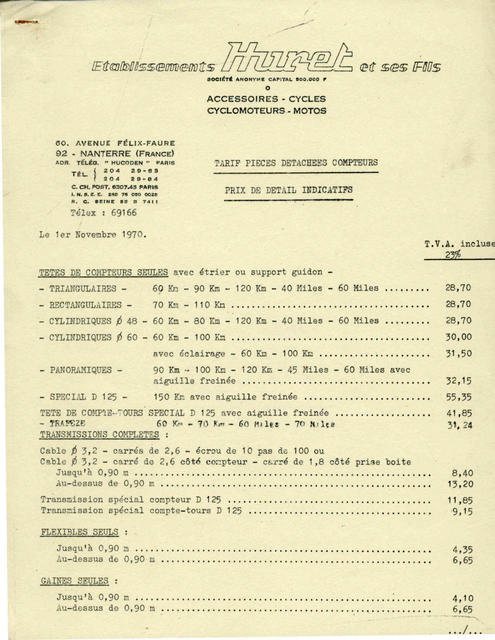 Etablissements Huret et ses Fils
SOCIÉTÉ ANONYME CAPITAL 500.000 F
ACCESSOIRES - CYCLES
CYCLOMOTEURS - MOTOS
60. AVENUE FÉLIX-FAURE
92 - NANTERRE (FRANCE)
ADR. TÉLÉG. "HUCODEN" PARIS
TÉL. 204 29-63
204 29-64
C. CH. POST. 6307.45 PARIS
R. C. SEINE 55 B 7411
Télex : 69166
TARIF PIECES DETACHEES COMPTEURS
PRIX DE DETAIL INDICATIFS
Le 1er Novembre 1970.
T.V.A. incluse
23%
TETES DE COMPTEURS SEULES avec étrier ou support guidon -
- TRIANGULAIRES - 60 Km - 90 Km - 120 Km - 40 Miles - 60 Miles ........ 28,70
- RECTANGULAIRES - 70 Km - 110 Km ........ 28,70
- CYLINDRIQUES Ø 48 - 60 Km - 80 Km - 120 Km - 40 Miles - 60 Miles ........ 28,70
- CYLINDRIQUES Ø 60 - 60 Km - 100 Km ........ 30,00
avec éclairage - 60 Km - 100 Km ........ 31,50
- PANORAMIQUES - 90 Km - 100 Km - 120 Km - 45 Miles - 60 Miles avec
aiguille freinée ........ 32,15
- SPECIAL D 125 - 150 Km avec aiguille freinée ........ 55,35
TETE DE COMPTE-TOURS SPECIAL D 125 avec aiguille freinée ........ 41,85
- TRAPEZE 60 Km - 70 Km - 60 Miles - 70 Miles 31,24
TRANSMISSIONS COMPLETES :
Cable Ø 3,2 - carrés de 2,6 - écrou de 10 pas de 100 ou
Cable Ø 3,2 - carré de 2,6 côté compteur - carré de 1,8 côté prise boite
Jusqu'à 0,90 m ........ 8,40
Au-dessus de 0,90 m ........ 13,20
Transmission spécial compteur D 125 ........ 11,85
Transmission spécial compte-tours D 125 ........ 9,15
FLEXIBLES SEULS :
Jusqu'à 0,90 m ........ 4,35
Au-dessus de 0,90 m ........ 6,65
GAINES SEULES :
Jusqu'à 0,90 m ........ 4,10
Au-dessus de 0,90 m ........ 6,65
.../...